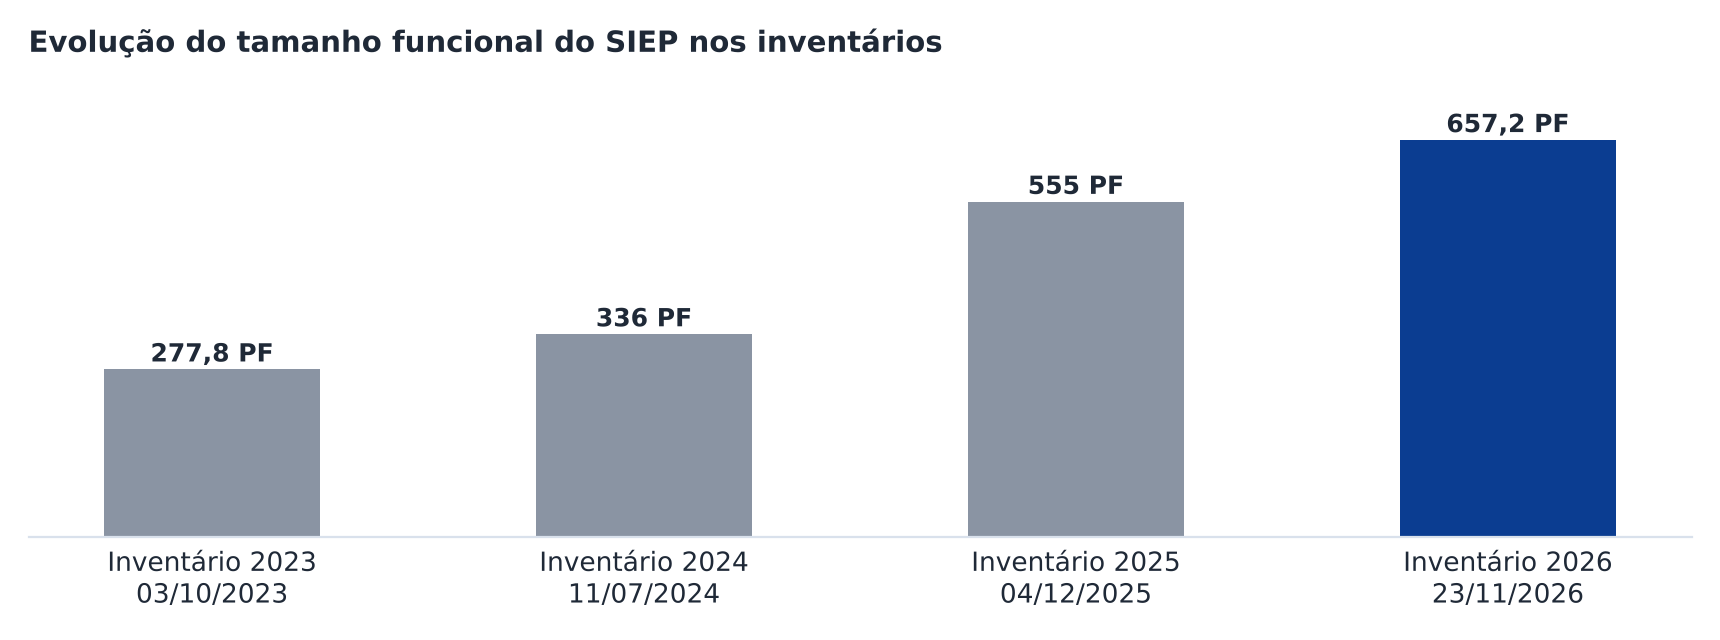 Evolução do tamanho funcional do SIEP nos inventários
277,8 PF
336 PF
555 PF
657,2 PF
Inventário 2023
03/10/2023
Inventário 2024
11/07/2024
Inventário 2025
04/12/2025
Inventário 2026
23/11/2026